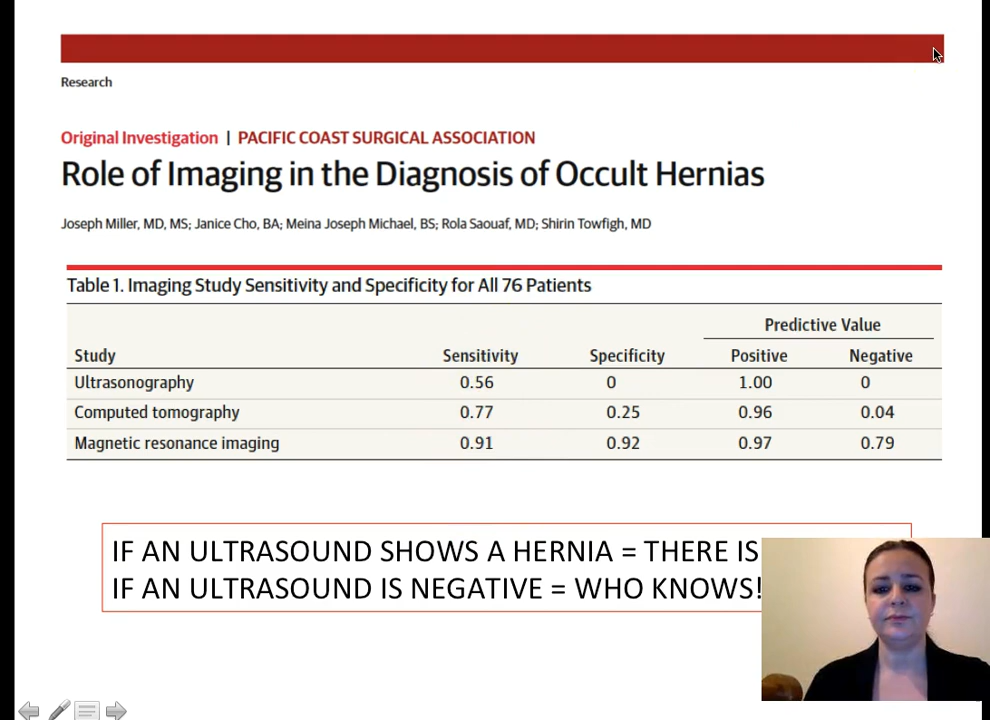 Research
Original Investigation | PACIFIC COAST SURGICAL ASSOCIATION
Role of Imaging in the Diagnosis of Occult Hernias
Joseph Miller, MD, MS; Janice Cho, BA; Meina Joseph Michael, BS; Rola Saouaf, MD; Shirin Towfigh, MD
Table 1. Imaging Study Sensitivity and Specificity for All 76 Patients
Predictive Value
Study Sensitivity Specificity Positive Negative
Ultrasonography 0.56 0 1.00 0
Computed tomography 0.77 0.25 0.96 0.04
Magnetic resonance imaging 0.91 0.92 0.97 0.79
IF AN ULTRASOUND SHOWS A HERNIA = THERE IS
IF AN ULTRASOUND IS NEGATIVE = WHO KNOWS!